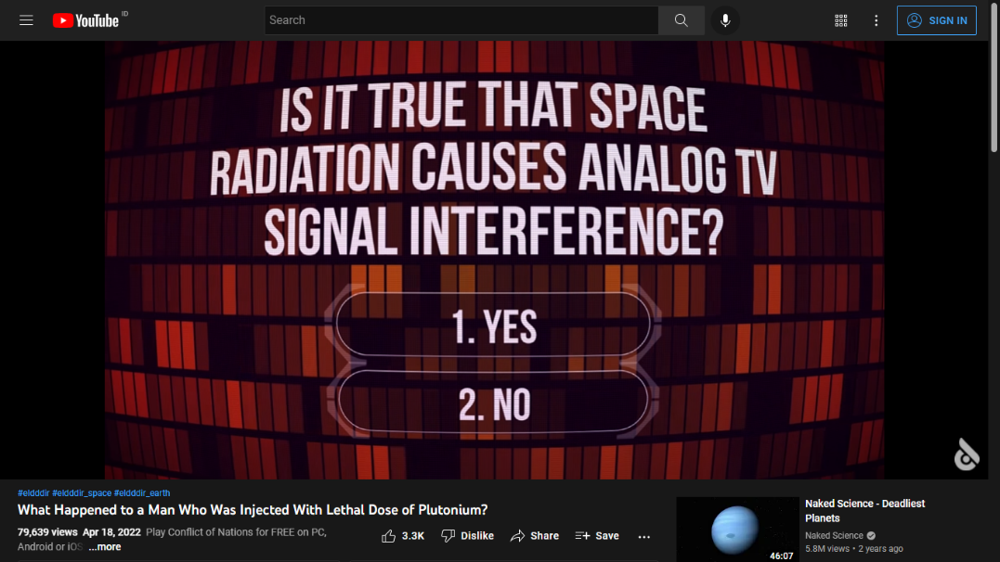 YouTube ID
Search
SIGN IN
IS IT TRUE THAT SPACE
RADIATION CAUSES ANALOG TV
SIGNAL INTERFERENCE?
1. YES
2. NO
#eldddir #eldddir_space #eldddir_earth
What Happened to a Man Who Was Injected With Lethal Dose of Plutonium?
79,639 views Apr 18, 2022 Play Conflict of Nations for FREE on PC,
Android or iOS ...more
3.3K Dislike Share Save
46:07
Naked Science - Deadliest
Planets
Naked Science
5.8M views • 2 years ago